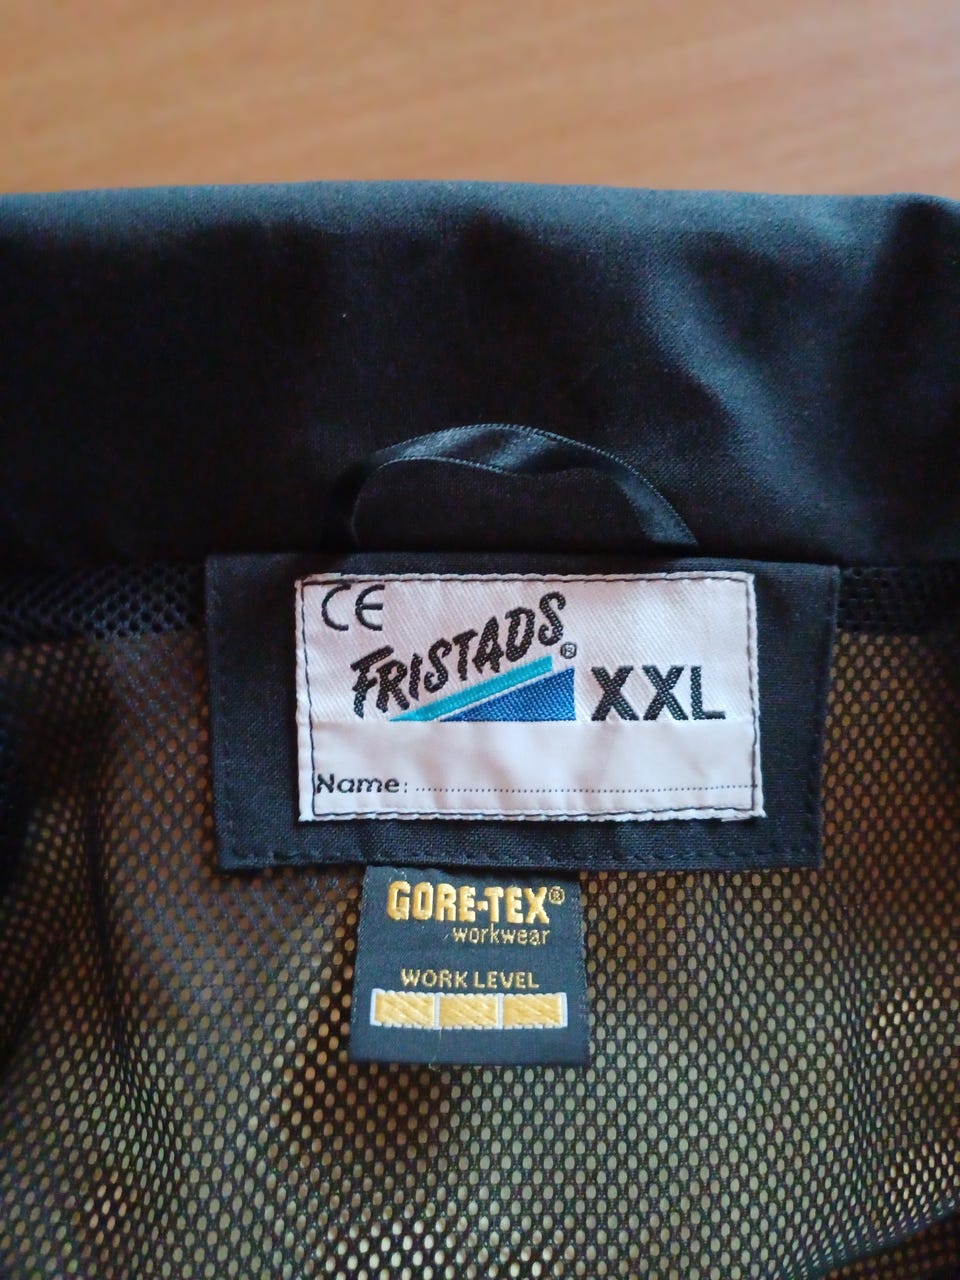 CE
FRISTADS®
XXL
Name:
GORE-TEX®
workwear
WORK LEVEL